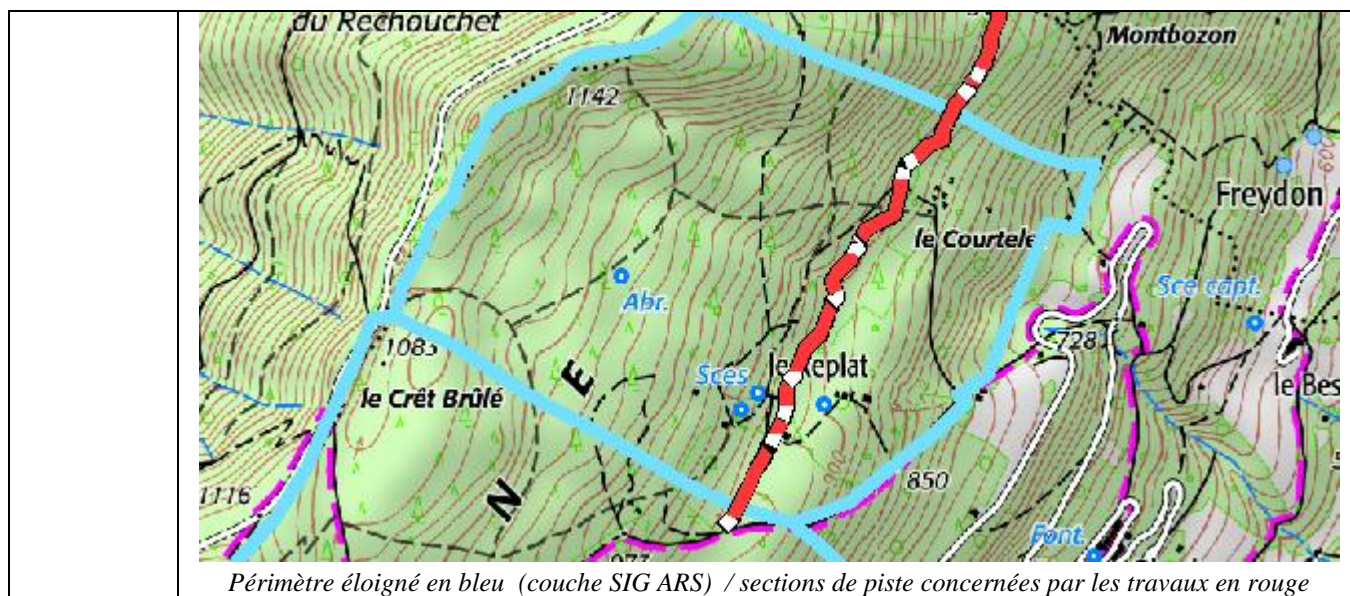 du Rechouchet
Montbozon
1142
Freydon
le Courtele
Abr.
Sce capt.
1083
728
Sces
le Replat
le Crêt Brûlé
E
le Bes
1116
N
850
Font.
Périmètre éloigné en bleu (couche SIG ARS) / sections de piste concernées par les travaux en rouge